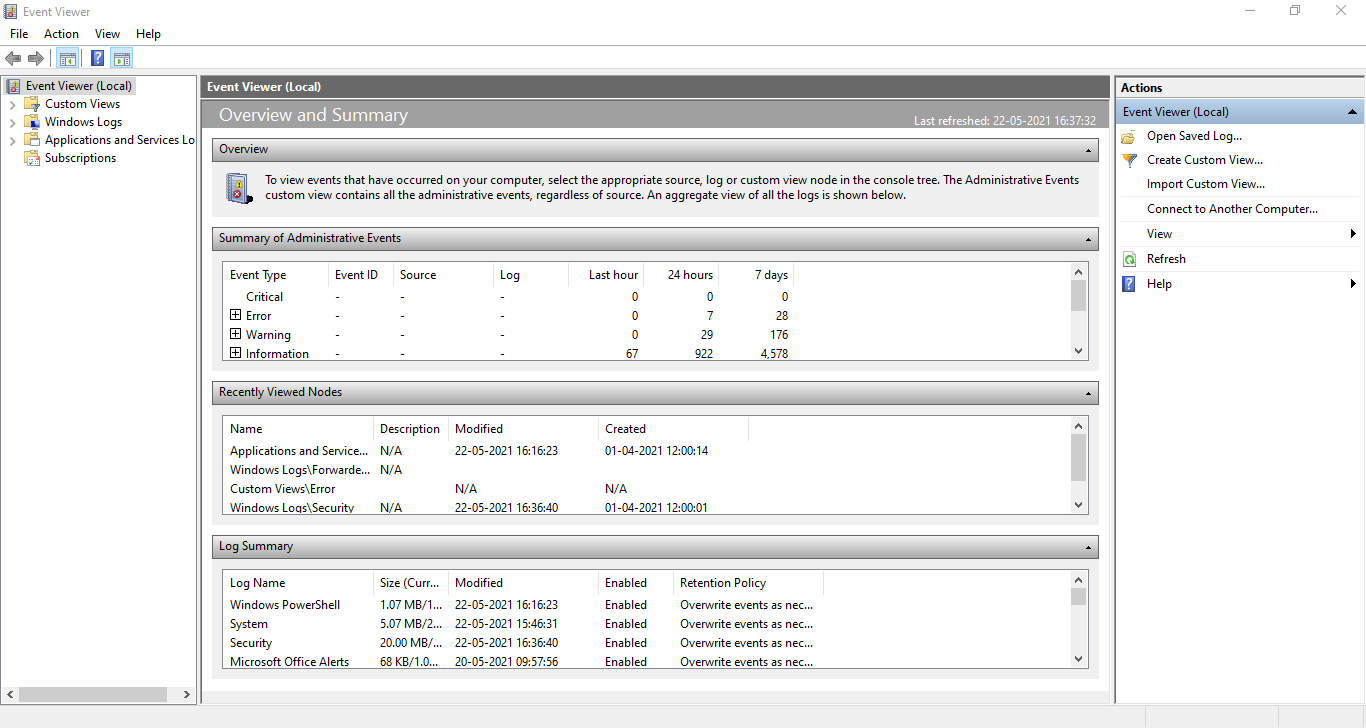 Event Viewer
File Action View Help
Event Viewer (Local)
Custom Views
Windows Logs
Applications and Services Lo
Subscriptions
Event Viewer (Local)
Overview and Summary
Last refreshed: 22-05-2021 16:37:32
Overview
To view events that have occurred on your computer, select the appropriate source, log or custom view node in the console tree. The Administrative Events
custom view contains all the administrative events, regardless of source. An aggregate view of all the logs is shown below.
Summary of Administrative Events
Event Type Event ID Source Log Last hour 24 hours 7 days
Critical - - - 0 0 0
Error - - - 0 7 28
Warning - - - 0 29 176
Information - - - 67 922 4,578
Recently Viewed Nodes
Name Description Modified Created
Applications and Service... N/A 22-05-2021 16:16:23 01-04-2021 12:00:14
Windows Logs\Forwarde... N/A
Custom Views\Error N/A N/A
Windows Logs\Security N/A 22-05-2021 16:36:40 01-04-2021 12:00:01
Log Summary
Log Name Size (Curr... Modified Enabled Retention Policy
Windows PowerShell 1.07 MB/1... 22-05-2021 16:16:23 Enabled Overwrite events as nec...
System 5.07 MB/2... 22-05-2021 15:46:31 Enabled Overwrite events as nec...
Security 20.00 MB/... 22-05-2021 16:36:40 Enabled Overwrite events as nec...
Microsoft Office Alerts 68 KB/1.0... 20-05-2021 09:57:56 Enabled Overwrite events as nec...
Actions
Event Viewer (Local)
Open Saved Log...
Create Custom View...
Import Custom View...
Connect to Another Computer...
View
Refresh
Help